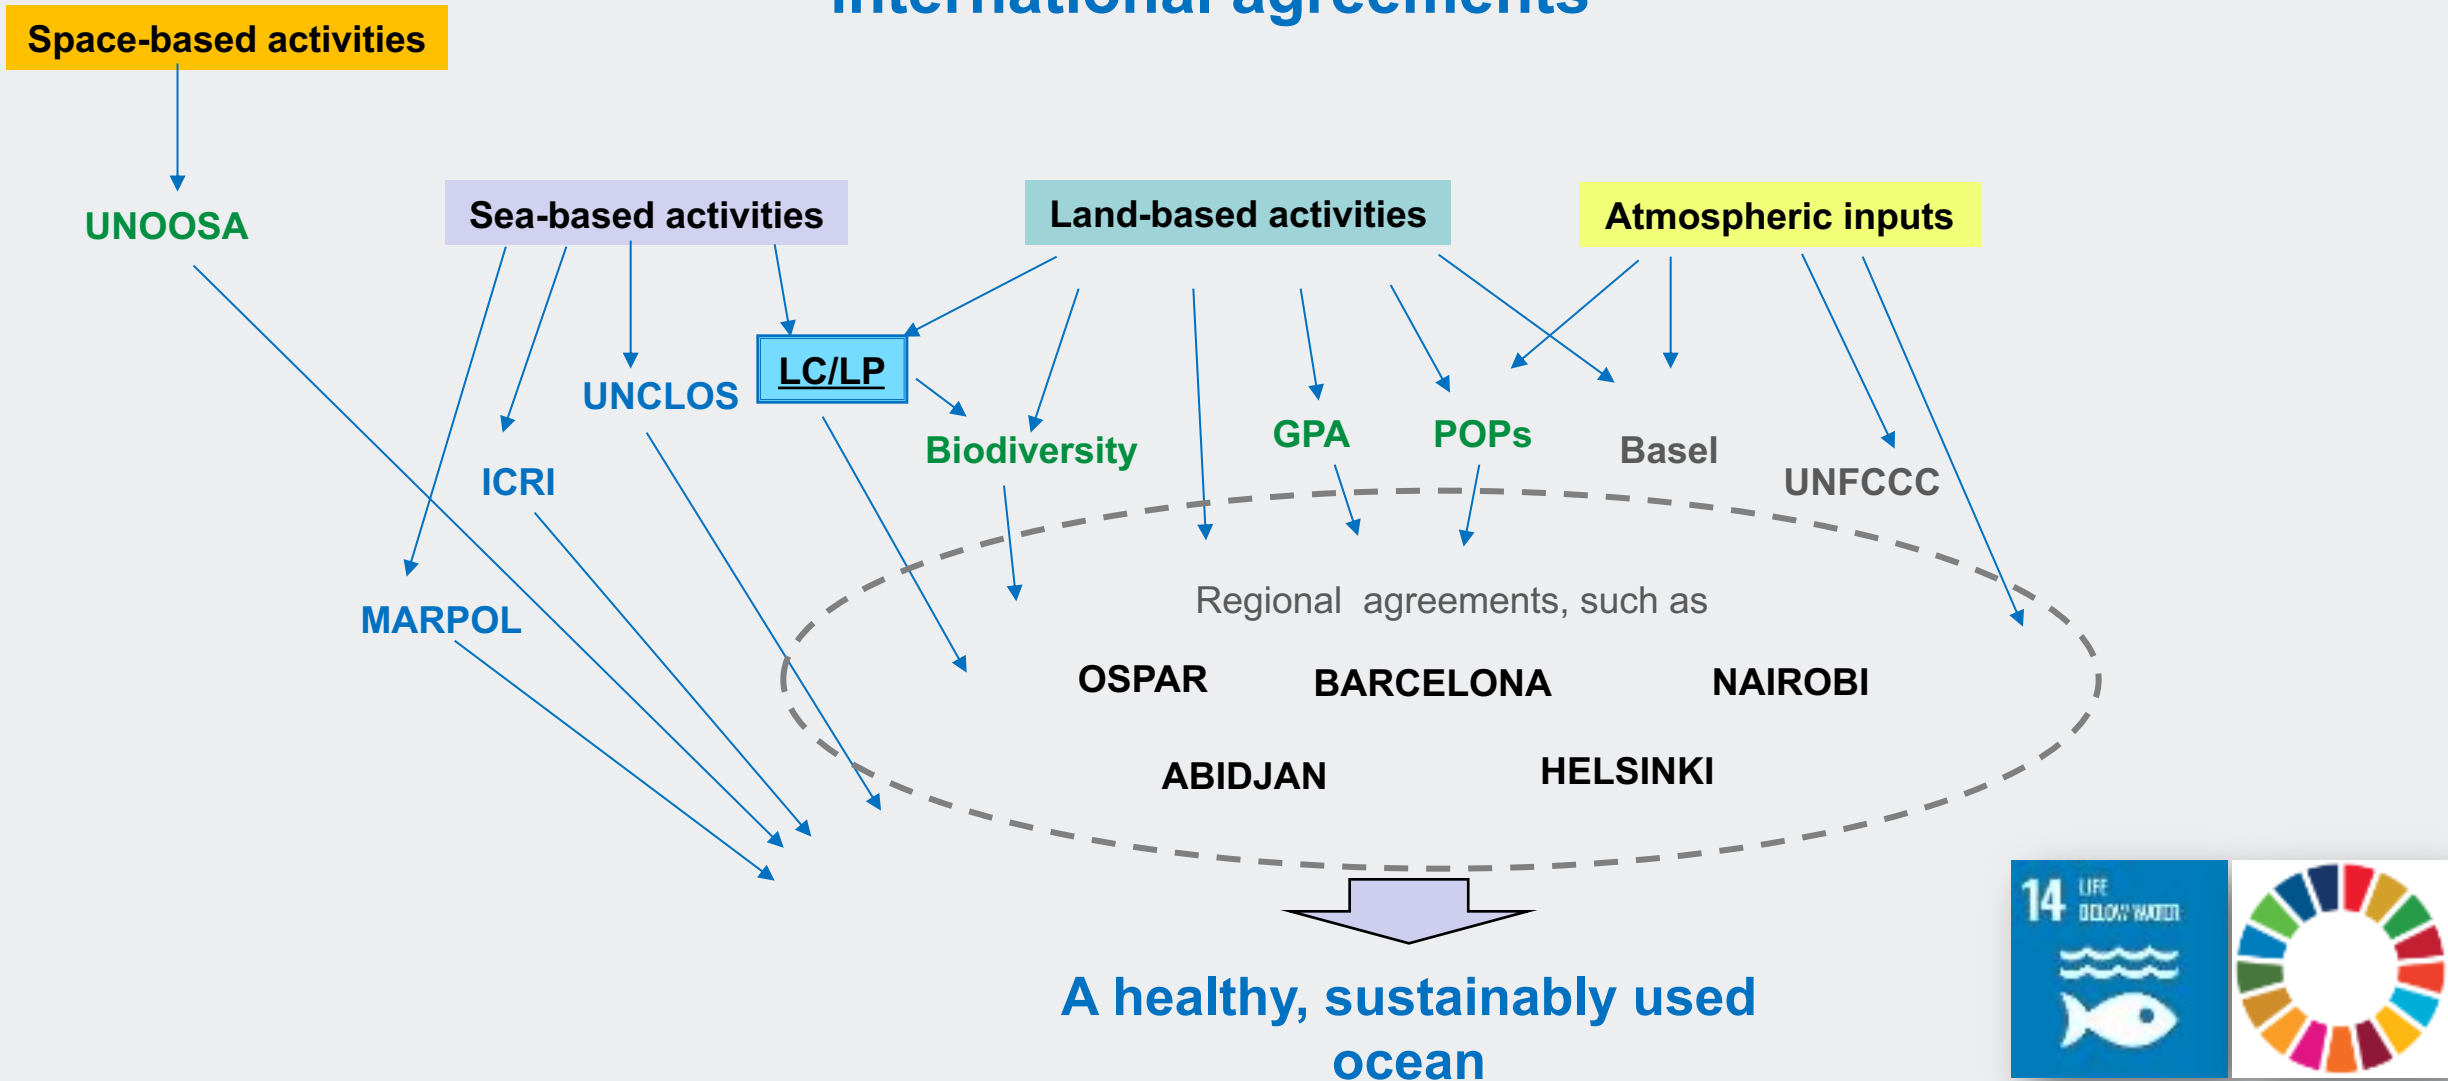 international agreements
Space-based activities
UNOOSA
Sea-based activities
Land-based activities
Atmospheric inputs
LC/LP
UNCLOS
Biodiversity
GPA
POPs
Basel
ICRI
UNFCCC
MARPOL
Regional agreements, such as
OSPAR
BARCELONA
NAIROBI
ABIDJAN
HELSINKI
14 LIFE
BELOW WATER
A healthy, sustainably used
ocean